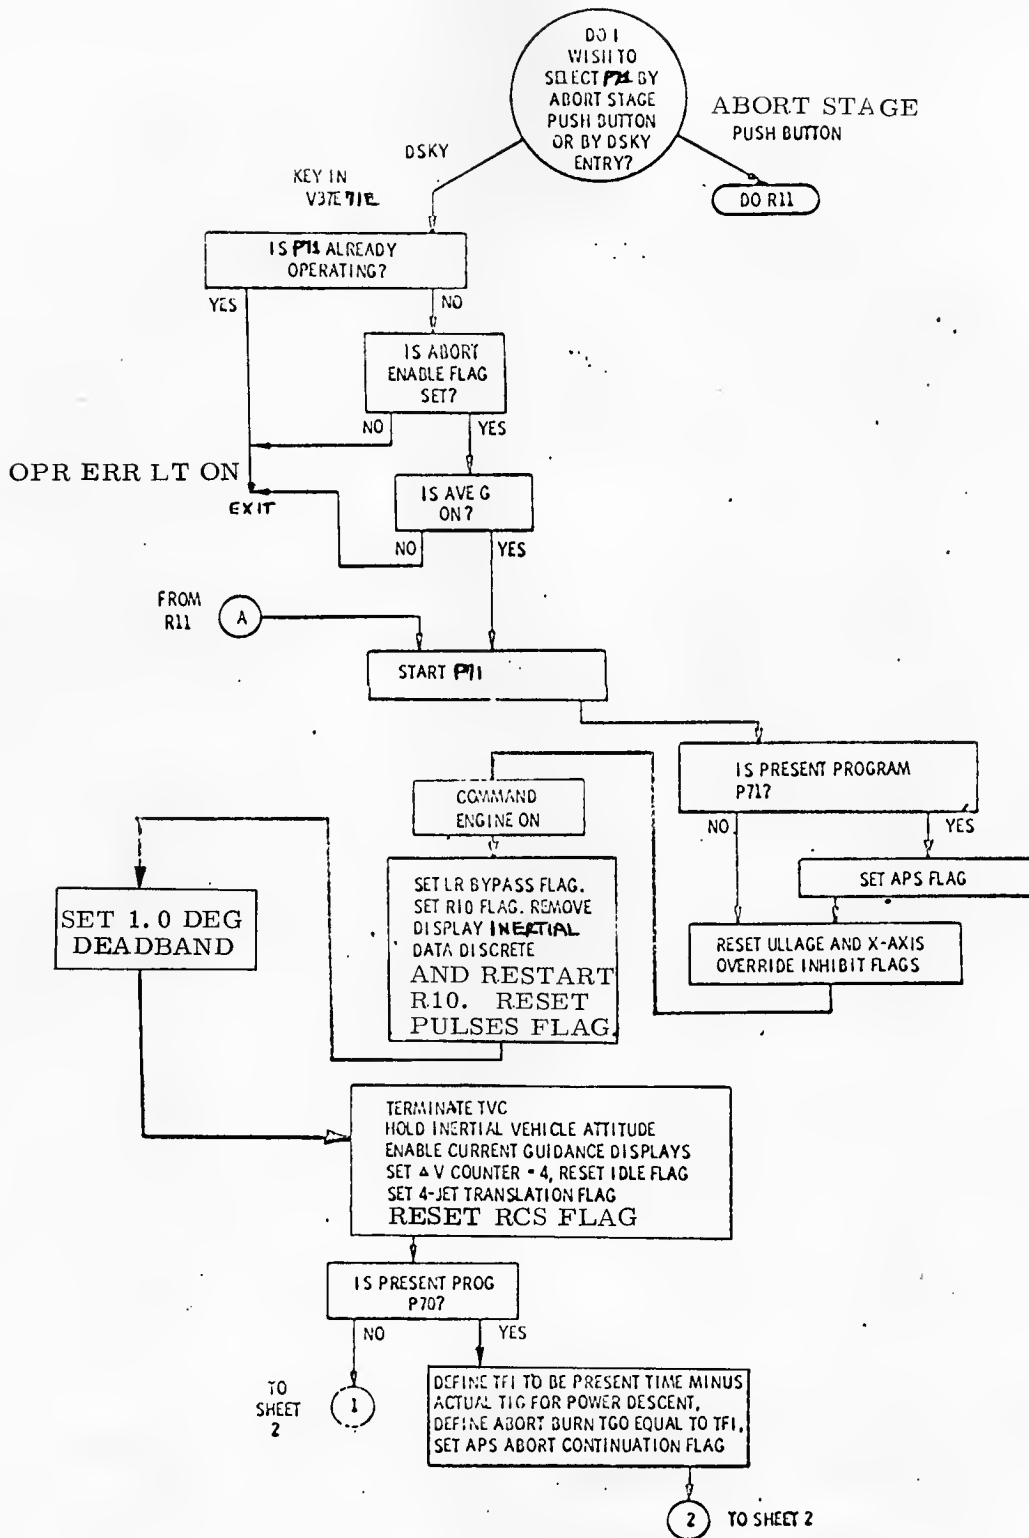 DO I
WISH TO
SELECT P71 BY
ABORT STAGE
PUSH BUTTON
OR BY DSKY
ENTRY?
ABORT STAGE
PUSH BUTTON
DSKY
KEY IN
V37E 71E
DO R11
IS P71 ALREADY
OPERATING?
YES
NO
IS ABORT
ENABLE FLAG
SET?
NO
YES
OPR ERR LT ON
EXIT
IS AVE G
ON?
NO
YES
FROM
R11
A
START P71
IS PRESENT PROGRAM
P71?
NO
YES
COMMAND
ENGINE ON
SET APS FLAG
SET LR BYPASS FLAG.
SET R10 FLAG. REMOVE
DISPLAY INERTIAL
DATA DISCRETE
AND RESTART
R10. RESET
PULSES FLAG.
RESET ULLAGE AND X-AXIS
OVERRIDE INHIBIT FLAGS
SET 1.0 DEG
DEADBAND
TERMINATE TVC
HOLD INERTIAL VEHICLE ATTITUDE
ENABLE CURRENT GUIDANCE DISPLAYS
SET Δ V COUNTER = 4, RESET IDLE FLAG
SET 4-JET TRANSLATION FLAG
RESET RCS FLAG
IS PRESENT PROG
P70?
NO
YES
TO
SHEET
2
1
DEFINE TFI TO BE PRESENT TIME MINUS
ACTUAL TIG FOR POWER DESCENT,
DEFINE ABORT BURN TGO EQUAL TO TFI,
SET APS ABORT CONTINUATION FLAG
2
TO SHEET 2